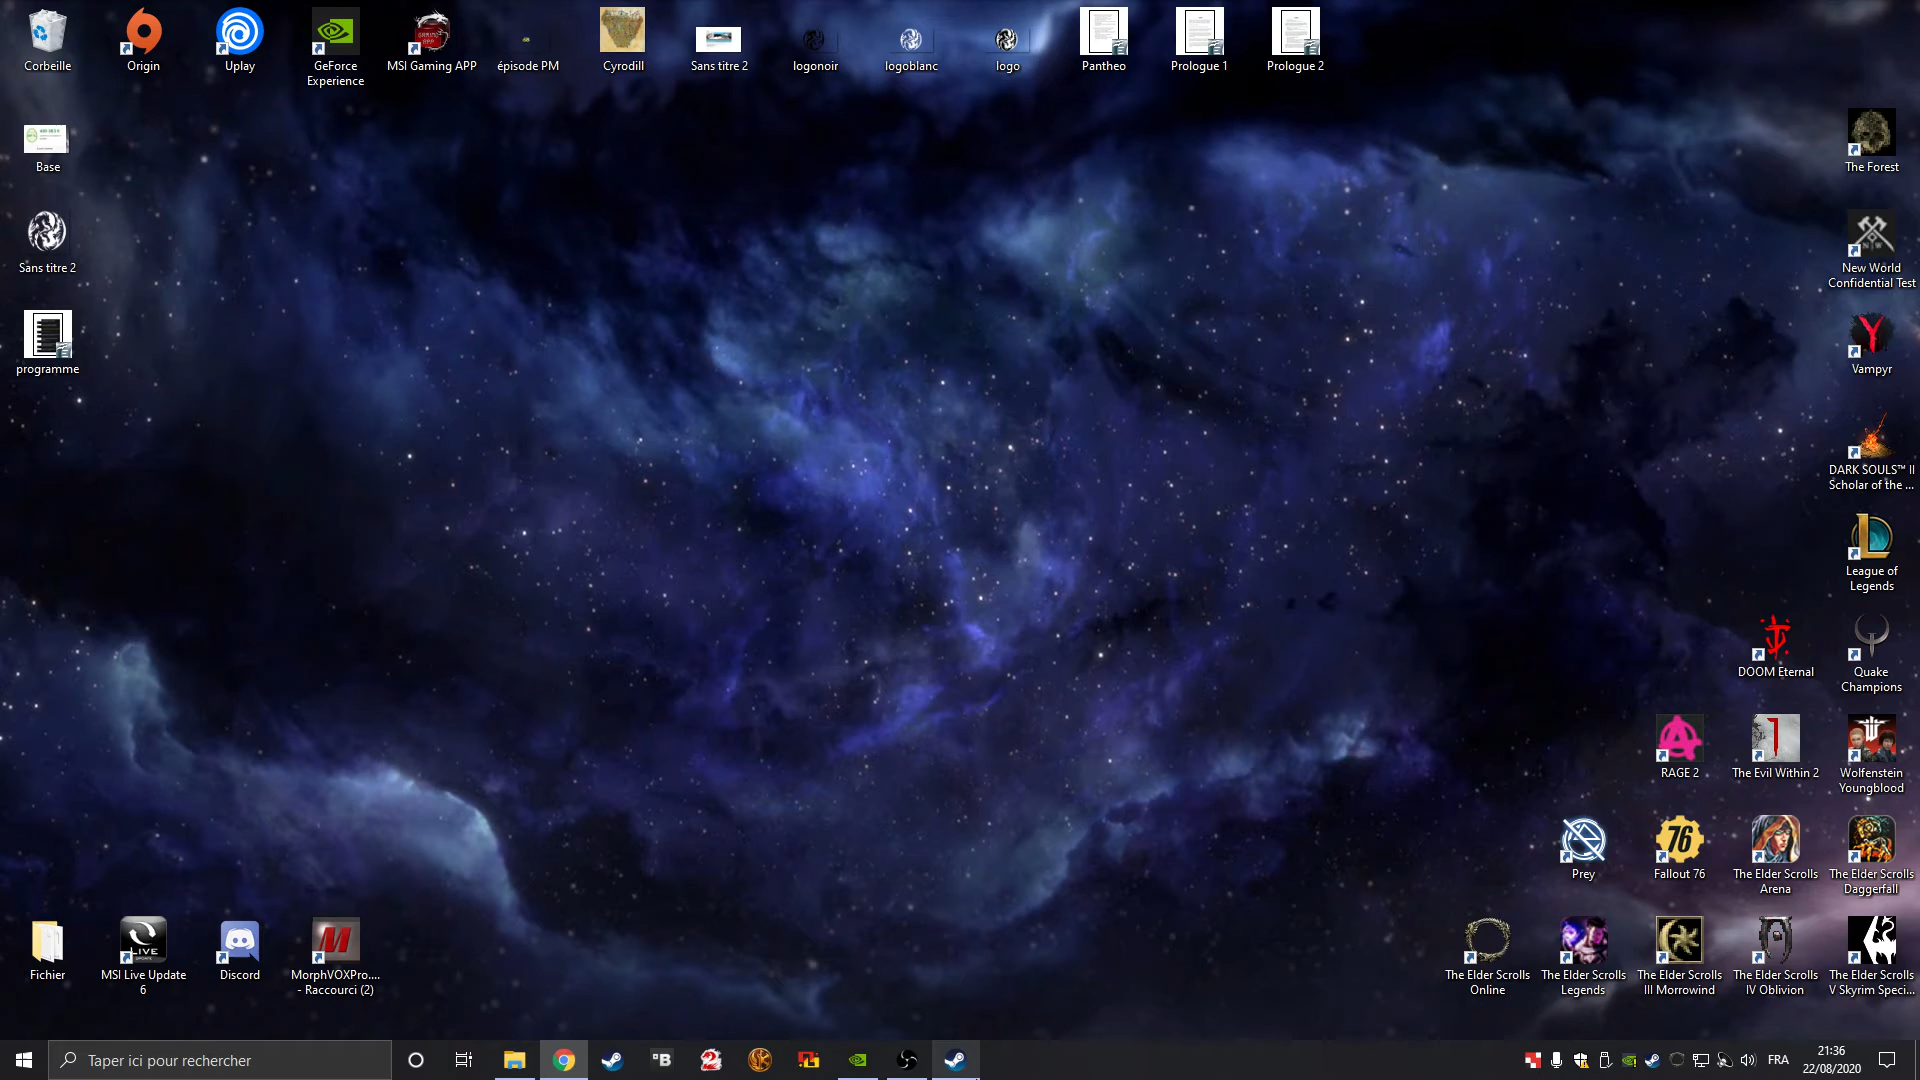 Corbeille
Origin
Uplay
GeForce
Experience
MSI Gaming APP
épisode PM
Cyrodill
Sans titre 2
logonoir
logoblanc
logo
Pantheo
Prologue 1
Prologue 2
Base
The Forest
Sans titre 2
New World
Confidential Test
programme
Vampyr
DARK SOULS™ II
Scholar of the ...
League of
Legends
DOOM Eternal
Quake
Champions
RAGE 2
The Evil Within 2
Wolfenstein
Youngblood
Prey
76
Fallout 76
The Elder Scrolls
Arena
The Elder Scrolls
Daggerfall
Fichier
LIVE
MSI Live Update
6
Discord
M
MorphVOXPro....
- Raccourci (2)
The Elder Scrolls
Online
The Elder Scrolls
Legends
The Elder Scrolls
III Morrowind
The Elder Scrolls
IV Oblivion
The Elder Scrolls
V Skyrim Speci...
Taper ici pour rechercher
FRA
21:36
22/08/2020